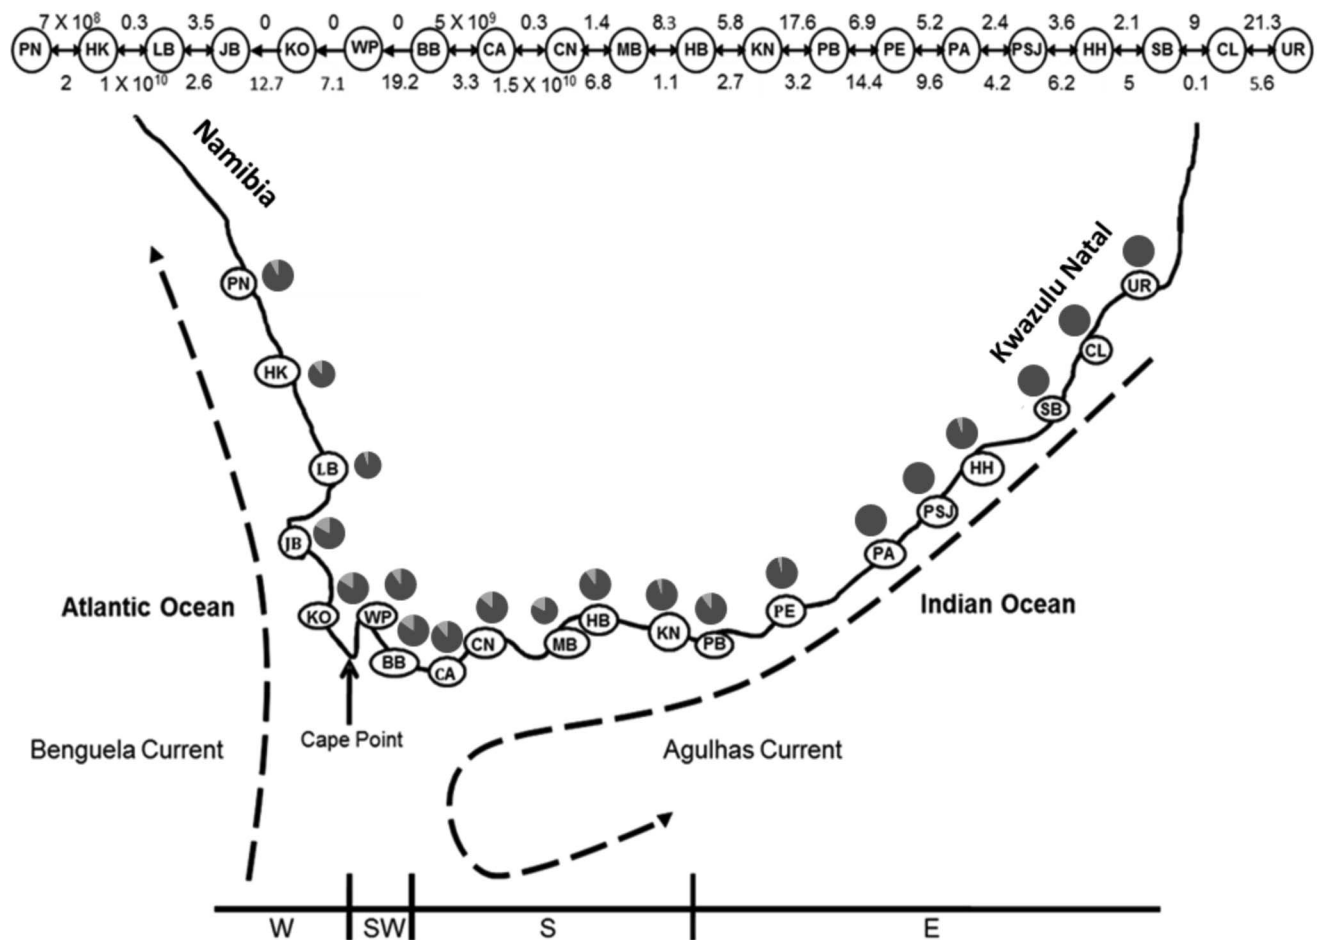 7 X 10⁸ 0.3 3.5 0 0 0 5 X 10⁹ 0.3 1.4 8.3 5.8 17.6 6.9 5.2 2.4 3.6 2.1 9 21.3
PN HK LB JB KO WP BB CA CN MB HB KN PB PE PA PSJ HH SB CL UR
2 1 X 10¹⁰ 2.6 12.7 7.1 19.2 3.3 1.5 X 10¹⁰ 6.8 1.1 2.7 3.2 14.4 9.6 4.2 6.2 5 0.1 5.6
Namibia
Kwazulu Natal
PN
UR
CL
HK
SB
LB
HH
PSJ
JB
PA
Atlantic Ocean
KO
WP
PE
Indian Ocean
CN
MB
HB
KN
PB
BB
CA
Benguela Current
Cape Point
Agulhas Current
W SW S E